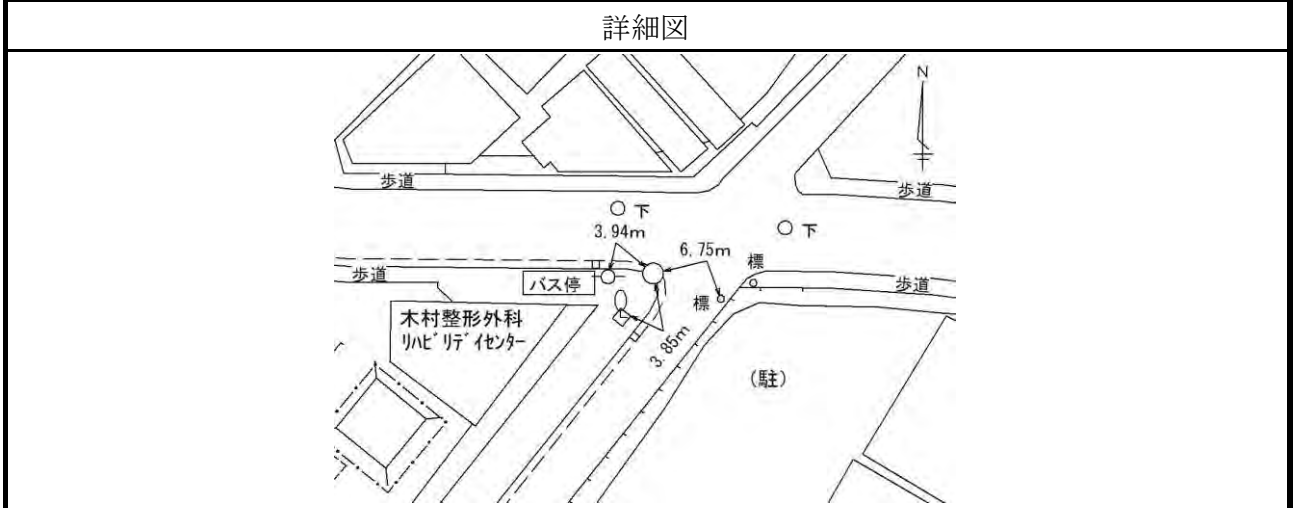 詳細図
N
歩道
歩道
下
下
3.94m
6.75m
標
歩道
バス停
標
歩道
木村整形外科
リハビリデイセンター
3.85m
(駐)